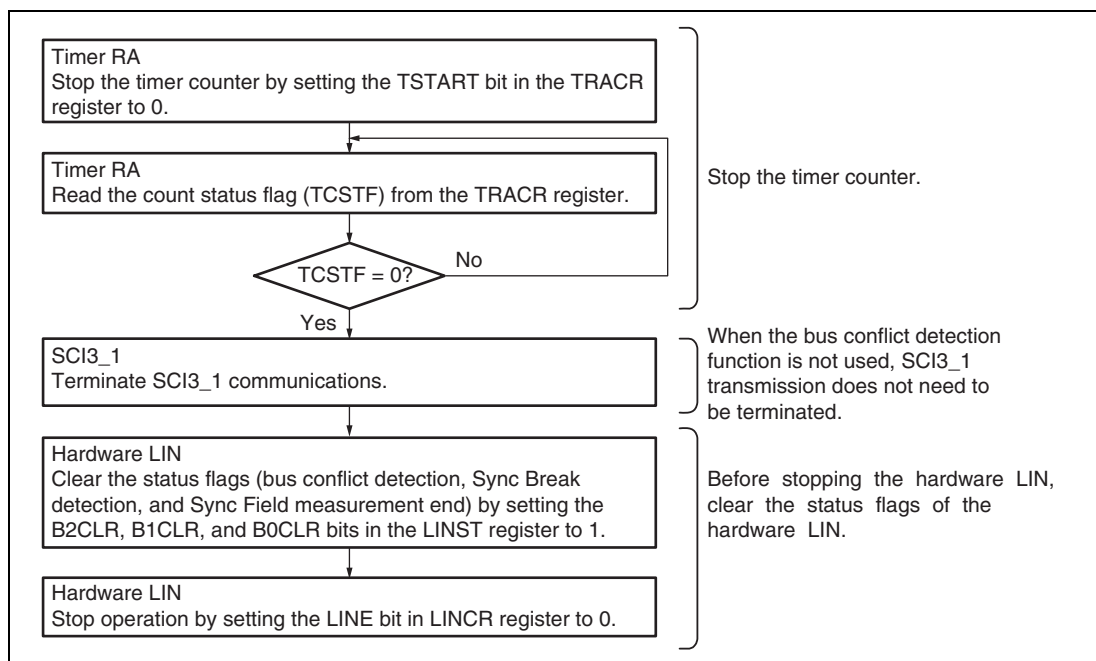 Timer RA
Stop the timer counter by setting the TSTART bit in the TRACR
register to 0.
Timer RA
Read the count status flag (TCSTF) from the TRACR register.
Stop the timer counter.
TCSTF = 0?
No
Yes
SCI3_1
Terminate SCI3_1 communications.
When the bus conflict detection
function is not used, SCI3_1
transmission does not need to
be terminated.
Hardware LIN
Clear the status flags (bus conflict detection, Sync Break
detection, and Sync Field measurement end) by setting the
B2CLR, B1CLR, and B0CLR bits in the LINST register to 1.
Before stopping the hardware LIN,
clear the status flags of the
hardware LIN.
Hardware LIN
Stop operation by setting the LINE bit in LINCR register to 0.